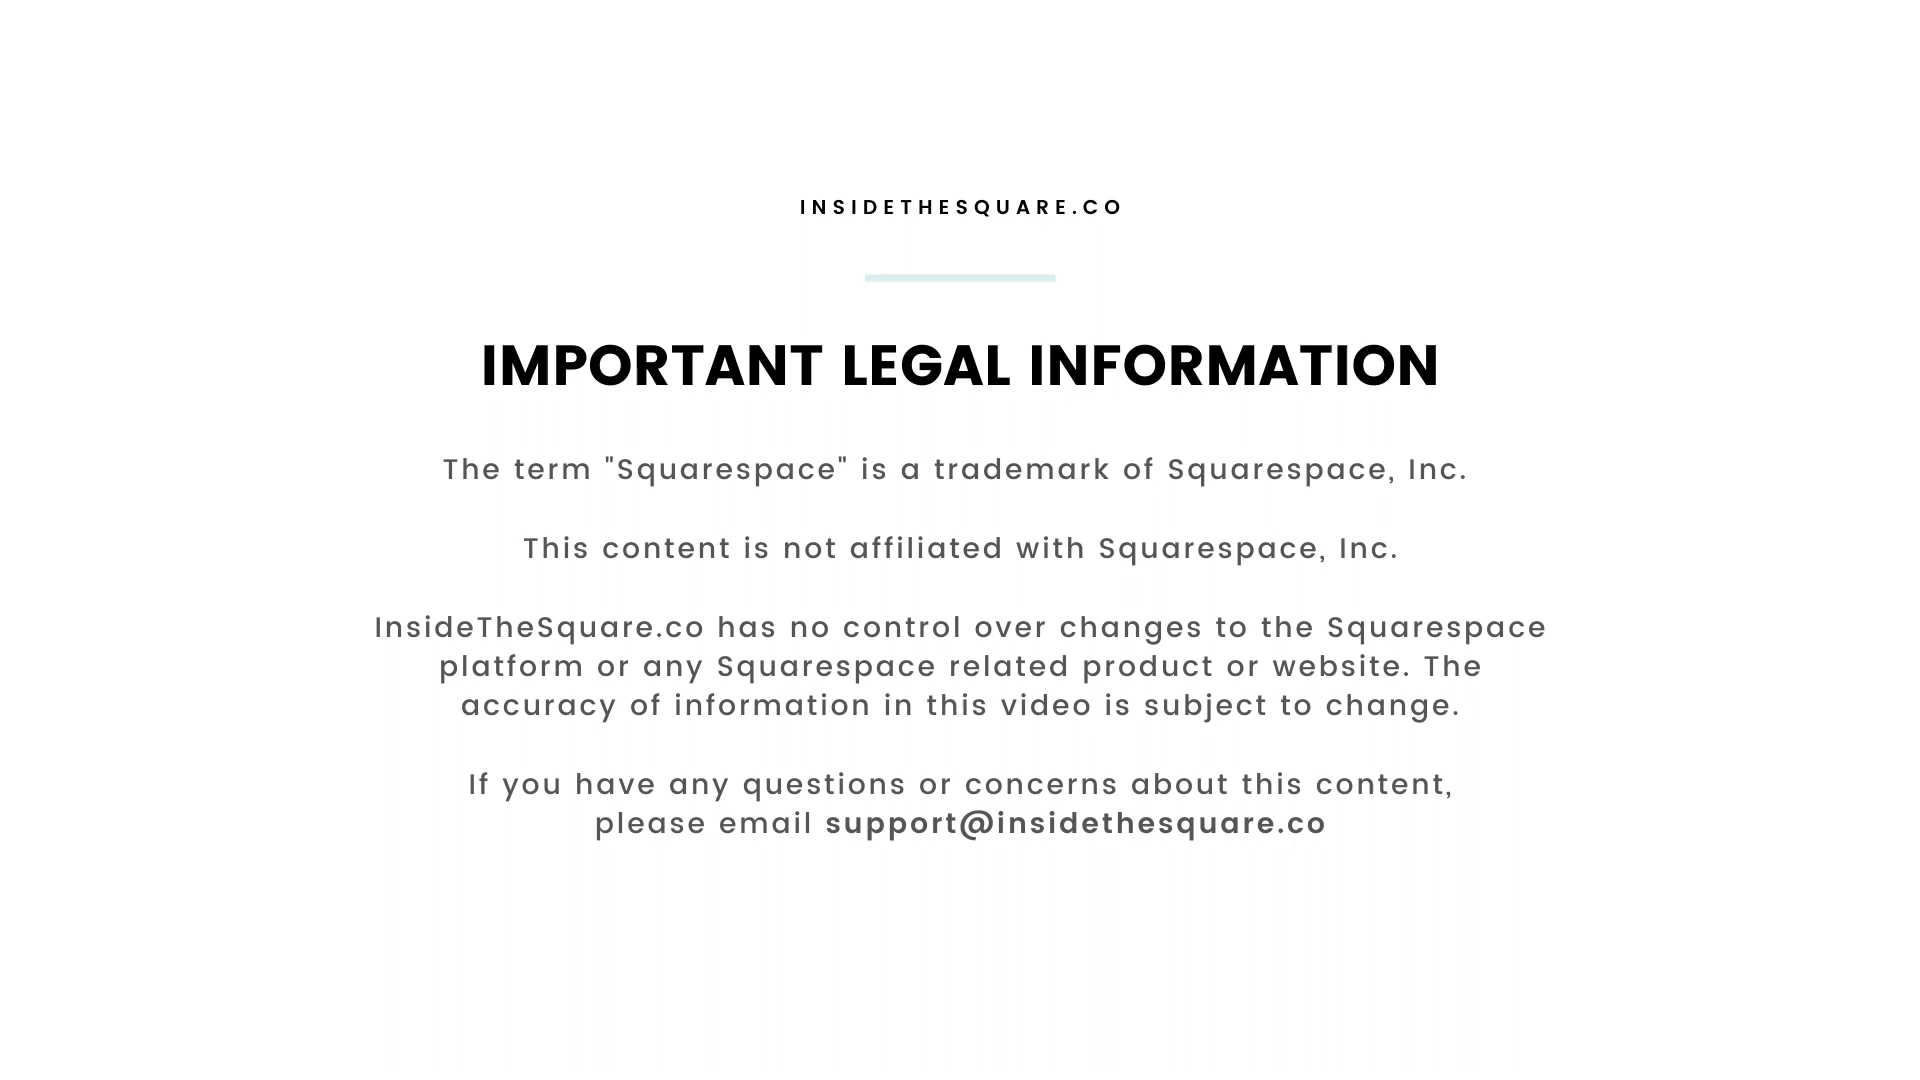 INSIDETHESQUARE.CO
IMPORTANT LEGAL INFORMATION
The term "Squarespace" is a trademark of Squarespace, Inc.
This content is not affiliated with Squarespace, Inc.
InsideTheSquare.co has no control over changes to the Squarespace
platform or any Squarespace related product or website. The
accuracy of information in this video is subject to change.
If you have any questions or concerns about this content,
please email support@insidethesquare.co